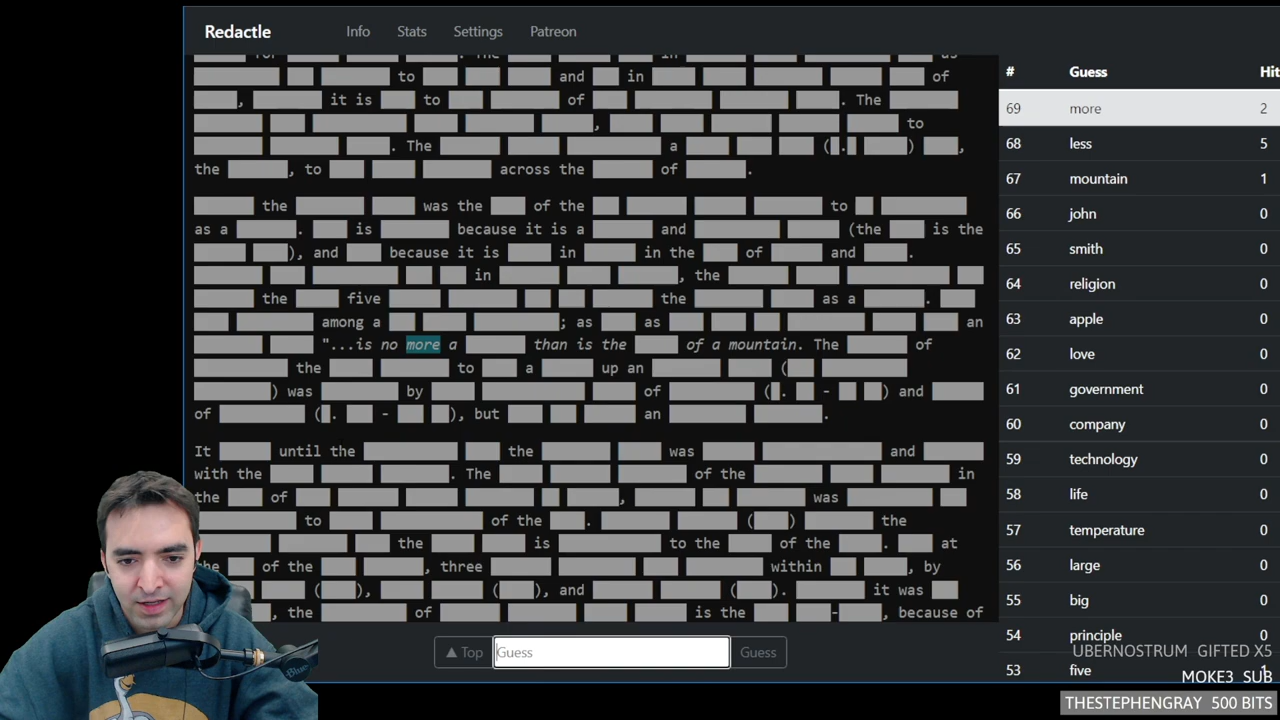 Redactle Info Stats Settings Patreon
for . The in as
to and in of
, it is to of . The
, to
. The a ( . ) ,
the , to across the of .
the was the of the to
as a . is because it is a and (the is the
), and because it is in in the of and .
in , the
the five the as a .
among a ; as as an
"...is no more a than is the of a mountain. The of
the to a up an (
) was by of ( . - ) and
of ( . - ), but an .
It until the the was and
with the . The of the in
the of , was
to of the . ( ) the
the is to the of the . at
the of the , three within , by
( ), ( ), and ( ). it was
, the of is the - , because of
▲ Top Guess Guess
# Guess Hit
69 more 2
68 less 5
67 mountain 1
66 john 0
65 smith 0
64 religion 0
63 apple 0
62 love 0
61 government 0
60 company 0
59 technology 0
58 life 0
57 temperature 0
56 large 0
55 big 0
54 principle 0
53 five
UBERNOSTRUM GIFTED X5
MOKE3 SUB
THESTEPHENGRAY 500 BITS